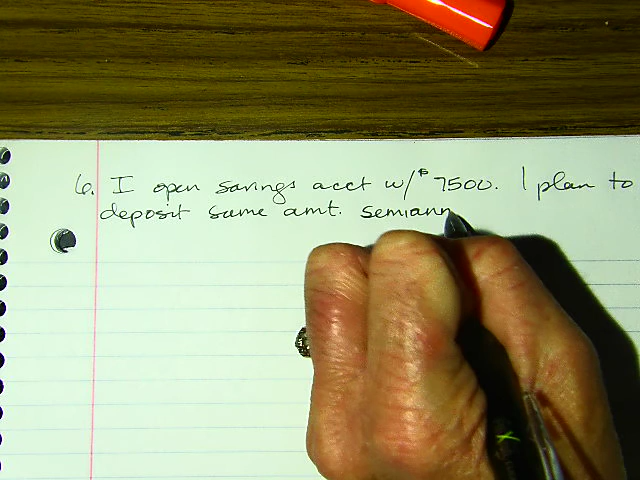 6. I open savings acct w/ $7500. I plan to
deposit same amt. semiann